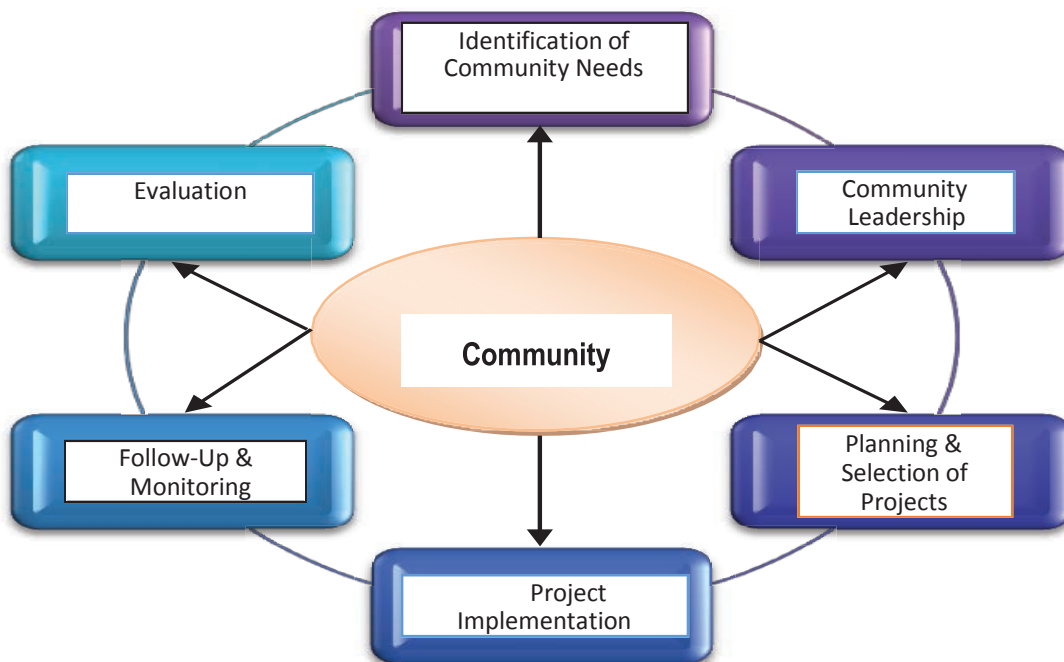 Identification of
Community Needs
Evaluation
Community
Leadership
Community
Follow-Up &
Monitoring
Planning &
Selection of
Projects
Project
Implementation